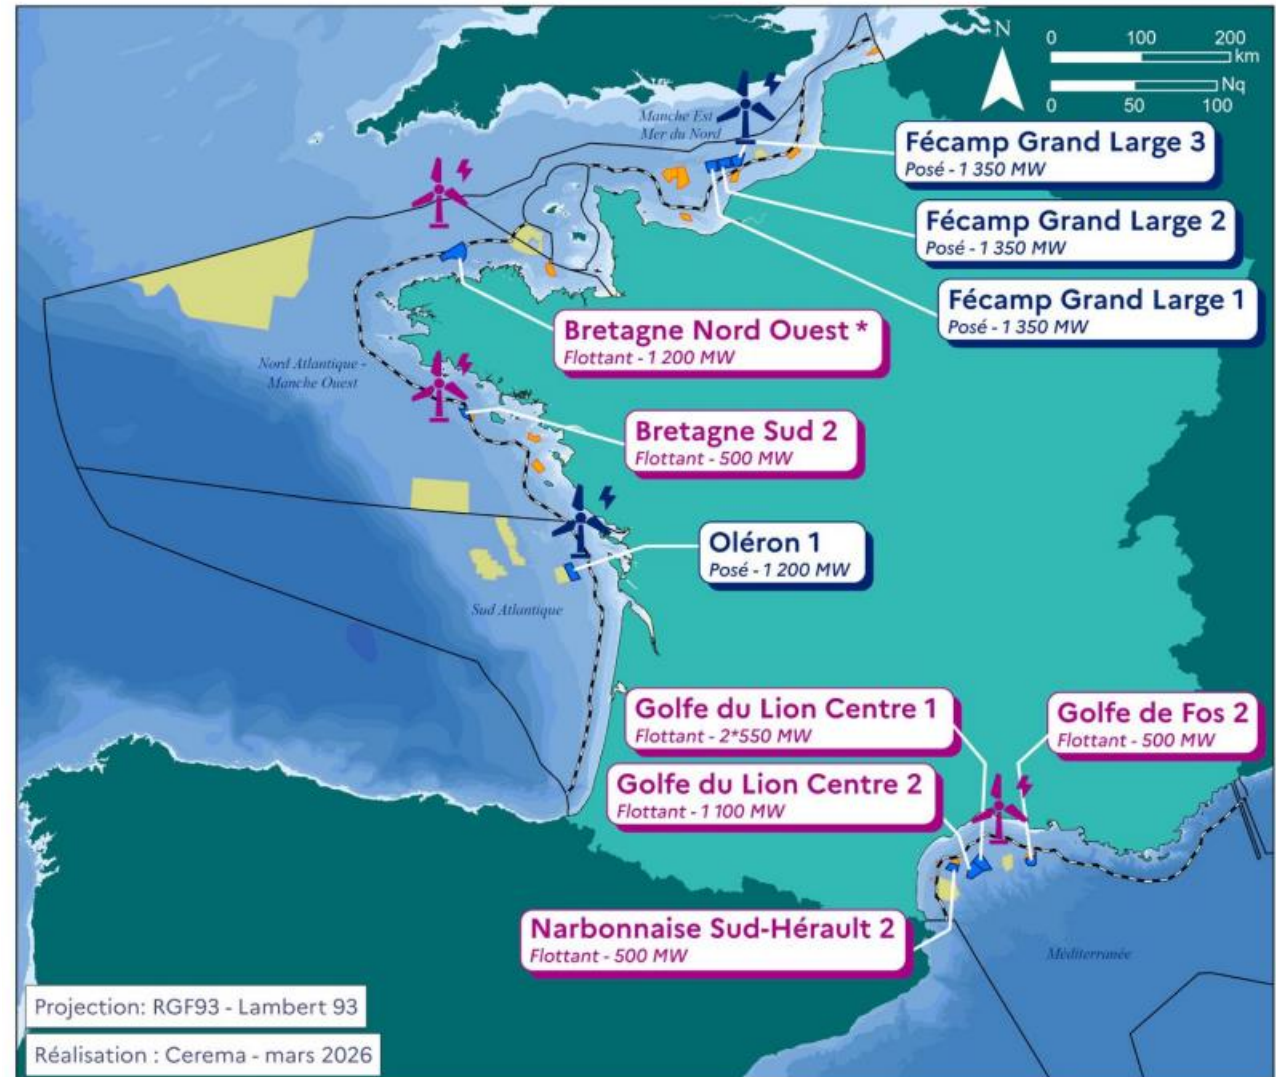 N
0 100 200
km
Nq
0 50 100
Manche Est
Mer du Nord
Fécamp Grand Large 3
Posé - 1 350 MW
Fécamp Grand Large 2
Posé - 1 350 MW
Fécamp Grand Large 1
Posé - 1 350 MW
Bretagne Nord Ouest *
Flottant - 1 200 MW
Nord Atlantique -
Manche Ouest
Bretagne Sud 2
Flottant - 500 MW
Oléron 1
Posé - 1 200 MW
Sud Atlantique
Golfe du Lion Centre 1
Flottant - 2*550 MW
Golfe de Fos 2
Flottant - 500 MW
Golfe du Lion Centre 2
Flottant - 1 100 MW
Narbonnaise Sud-Hérault 2
Flottant - 500 MW
Méditerranée
Projection: RGF93 - Lambert 93
Réalisation : Cerema - mars 2026